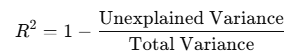 R² = 1 − Unexplained Variance / Total Variance